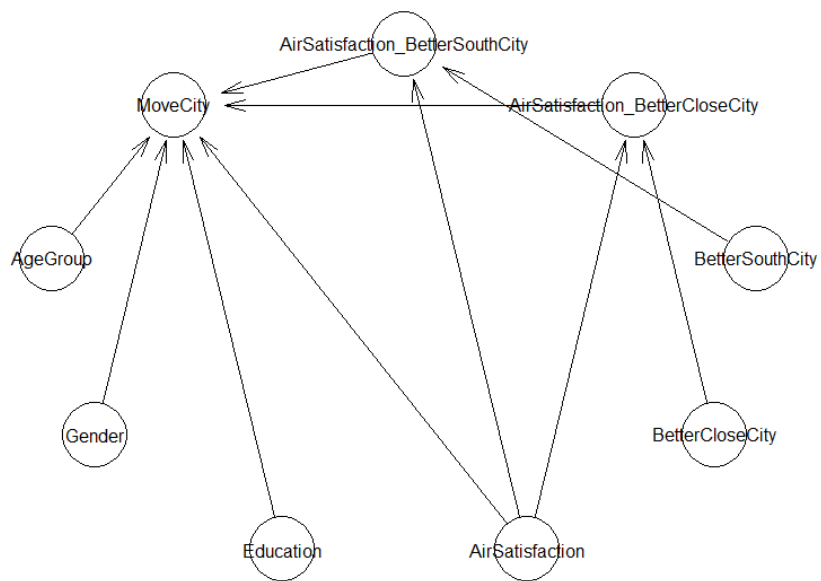 AirSatisfaction_BetterSouthCity
MoveCity
AirSatisfaction_BetterCloseCity
AgeGroup
BetterSouthCity
Gender
BetterCloseCity
Education
AirSatisfaction